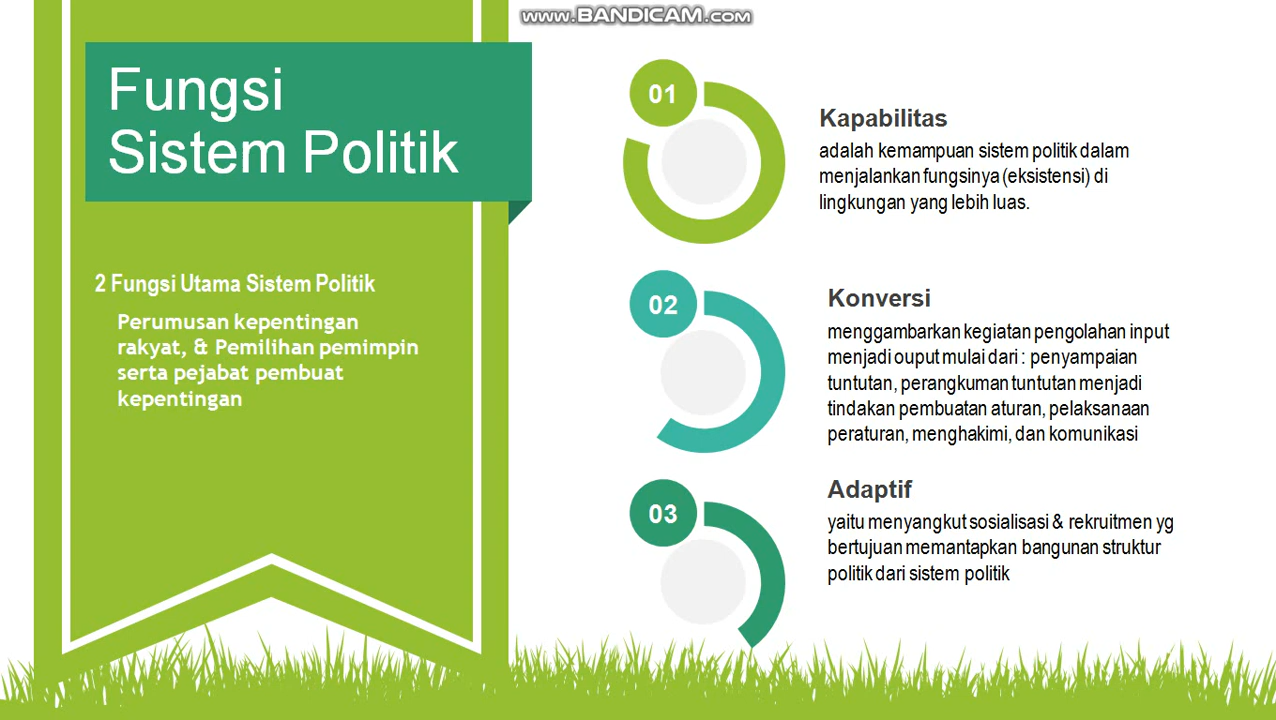 www.BANDICAM.com
Fungsi
Sistem Politik
2 Fungsi Utama Sistem Politik
Perumusan kepentingan
rakyat, & Pemilihan pemimpin
serta pejabat pembuat
kepentingan
01
Kapabilitas
adalah kemampuan sistem politik dalam
menjalankan fungsinya (eksistensi) di
lingkungan yang lebih luas.
02
Konversi
menggambarkan kegiatan pengolahan input
menjadi ouput mulai dari : penyampaian
tuntutan, perangkuman tuntutan menjadi
tindakan pembuatan aturan, pelaksanaan
peraturan, menghakimi, dan komunikasi
03
Adaptif
yaitu menyangkut sosialisasi & rekruitmen yg
bertujuan memantapkan bangunan struktur
politik dari sistem politik